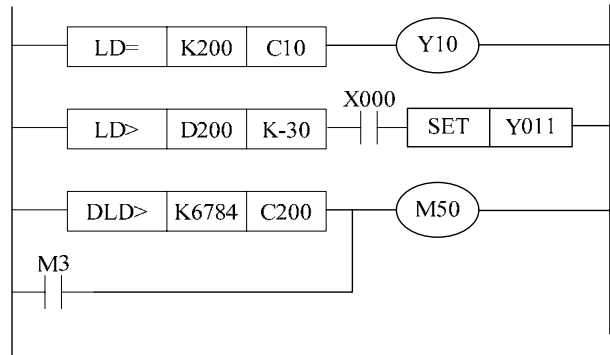 LD= K200 C10 Y10
X000
LD> D200 K-30 SET Y011
DLD> K6784 C200 M50
M3